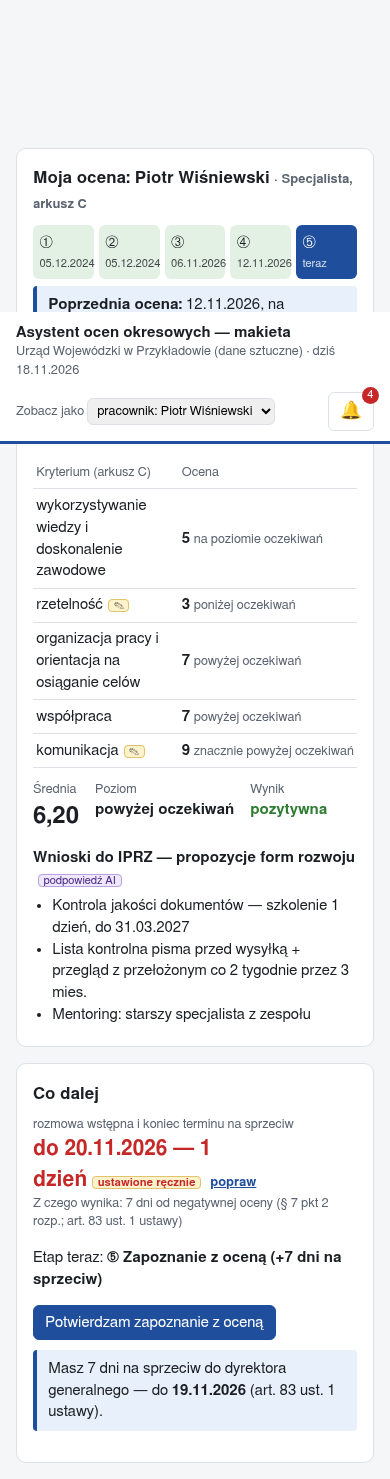 Moja ocena: Piotr Wiśniewski · Specjalista,
arkusz C
① ② ③ ④ ⑤
05.12.2024 05.12.2024 06.11.2026 12.11.2026 teraz
Poprzednia ocena: 12.11.2026, na
Asystent ocen okresowych — makieta
Urząd Wojewódzki w Przykładowie (dane sztuczne) · dziś
18.11.2026
Zobacz jako pracownik: Piotr Wiśniewski 🔔 4
Kryterium (arkusz C) Ocena
wykorzystywanie
wiedzy i
doskonalenie
zawodowe
5 na poziomie oczekiwań
rzetelność ✎ 3 poniżej oczekiwań
organizacja pracy i
orientacja na
osiąganie celów
7 powyżej oczekiwań
współpraca 7 powyżej oczekiwań
komunikacja ✎ 9 znacznie powyżej oczekiwań
Średnia Poziom Wynik
6,20 powyżej oczekiwań pozytywna
Wnioski do IPRZ — propozycje form rozwoju
podpowiedź AI
• Kontrola jakości dokumentów — szkolenie 1
dzień, do 31.03.2027
• Lista kontrolna pisma przed wysyłką +
przegląd z przełożonym co 2 tygodnie przez 3
mies.
• Mentoring: starszy specjalista z zespołu
Co dalej
rozmowa wstępna i koniec terminu na sprzeciw
do 20.11.2026 — 1
dzień ustawione ręcznie popraw
Z czego wynika: 7 dni od negatywnej oceny (§ 7 pkt 2
rozp.; art. 83 ust. 1 ustawy)
Etap teraz: ⑤ Zapoznanie z oceną (+7 dni na
sprzeciw)
Potwierdzam zapoznanie z oceną
Masz 7 dni na sprzeciw do dyrektora
generalnego — do 19.11.2026 (art. 83 ust. 1
ustawy).